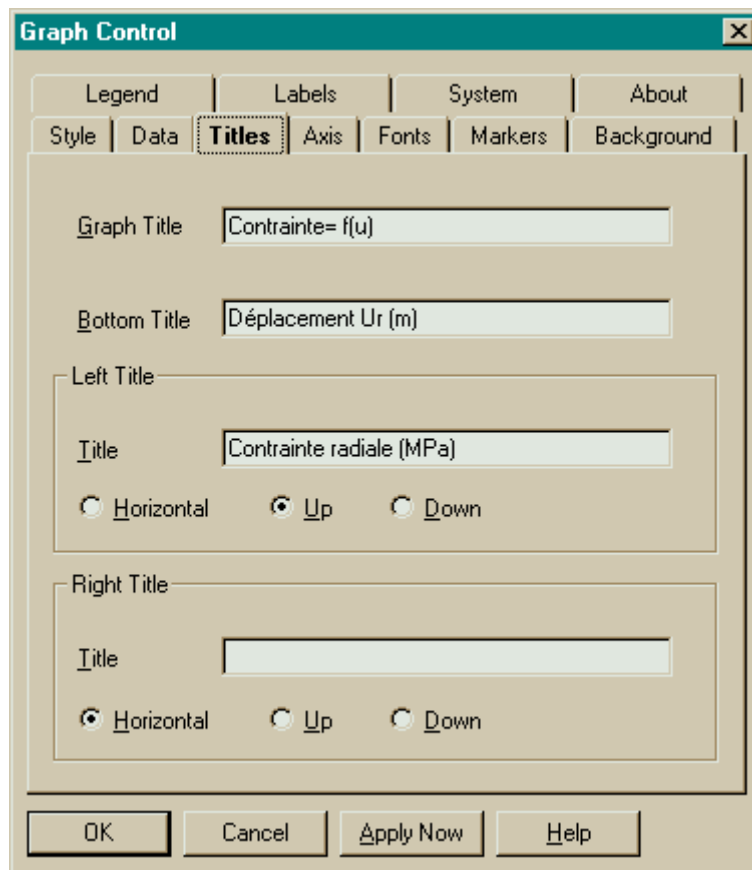 Graph Control
Legend Labels System About
Style Data Titles Axis Fonts Markers Background
Graph Title Contrainte= f(u)
Bottom Title Déplacement Ur (m)
Left Title
Title Contrainte radiale (MPa)
Horizontal Up Down
Right Title
Title
Horizontal Up Down
OK Cancel Apply Now Help